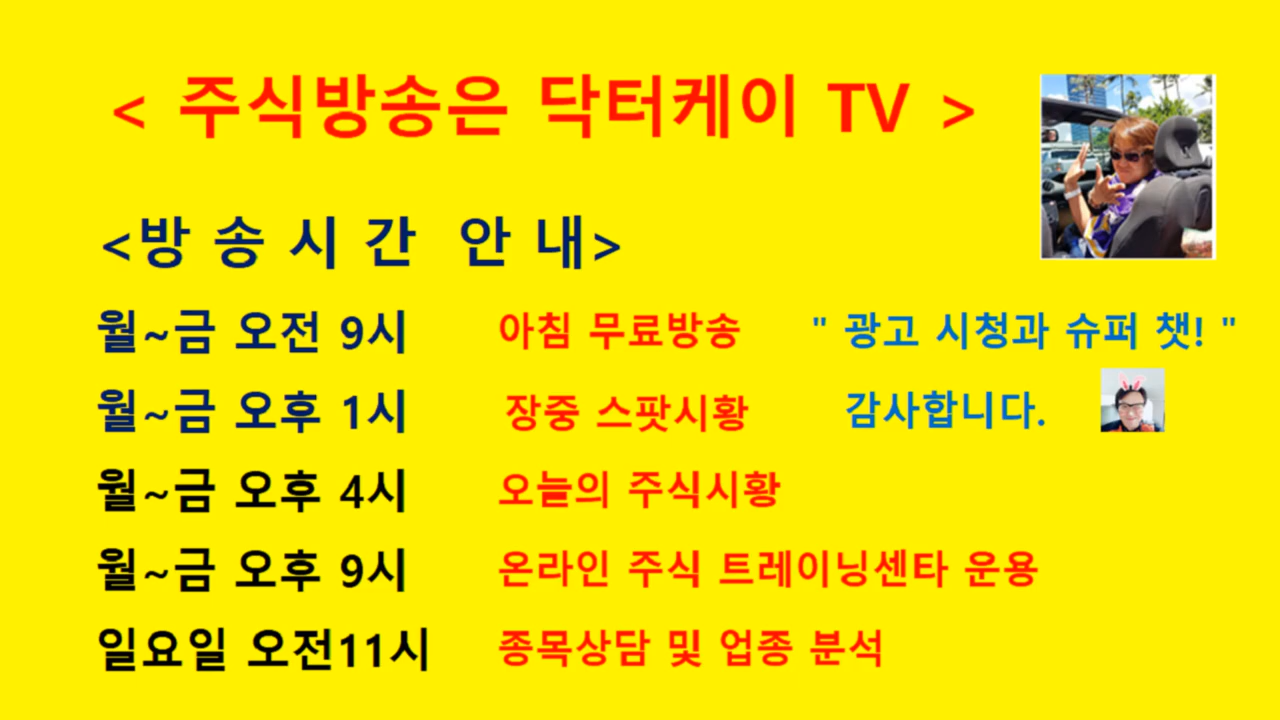 < 주식방송은 닥터케이 TV >
<방 송 시 간 안 내>
월~금 오전 9시 아침 무료방송 " 광고 시청과 슈퍼 챗! "
월~금 오후 1시 장중 스팟시황 감사합니다.
월~금 오후 4시 오늘의 주식시황
월~금 오후 9시 온라인 주식 트레이닝센타 운용
일요일 오전11시 종목상담 및 업종 분석